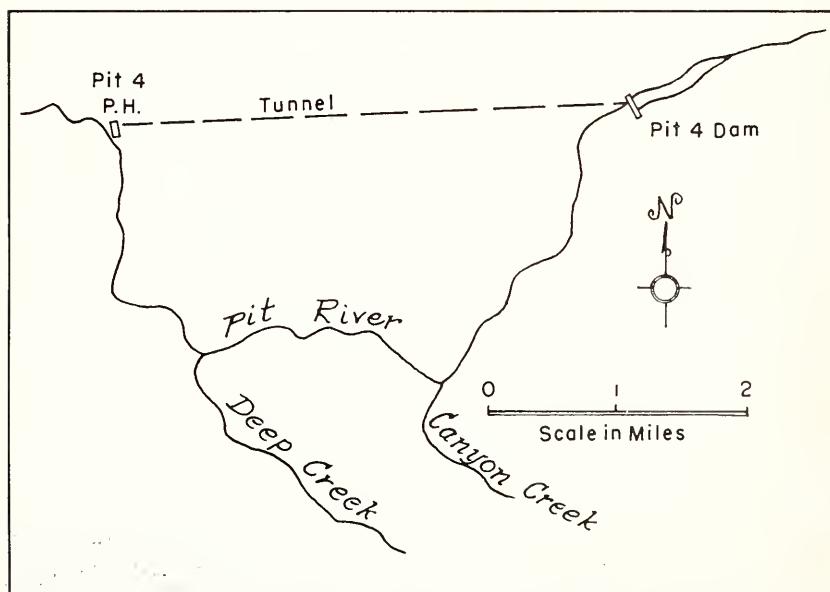 Pit 4
P.H.
Tunnel
Pit 4 Dam
N
Pit River
0 1 2
Scale in Miles
Deep Creek
Canyon Creek